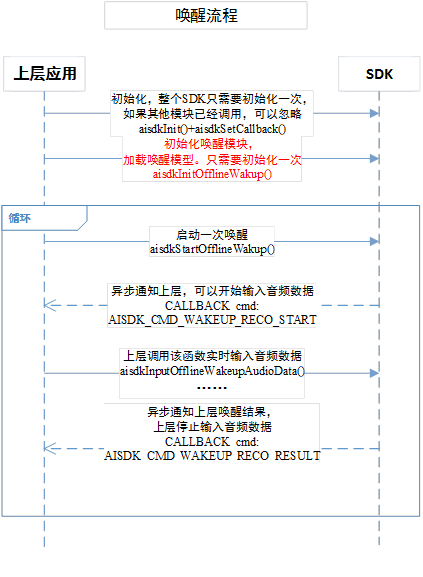 唤醒流程
上层应用
SDK
初始化，整个SDK只需要初始化一次，
如果其他模块已经调用，可以忽略
aisdkInit()+aisdkSetCallback()
初始化唤醒模块，
加载唤醒模型。只需要初始化一次
aisdkInitOfflineWakup()
循环
启动一次唤醒
aisdkStartOfflineWakup()
异步通知上层，可以开始输入音频数据
CALLBACK cmd:
AISDK_CMD_WAKEUP_RECO_START
上层调用该函数实时输入音频数据
aisdkInputOfflineWakeupAudioData()
······
异步通知上层唤醒结果，
上层停止输入音频数据
CALLBACK cmd:
AISDK_CMD_WAKEUP_RECO_RESULT